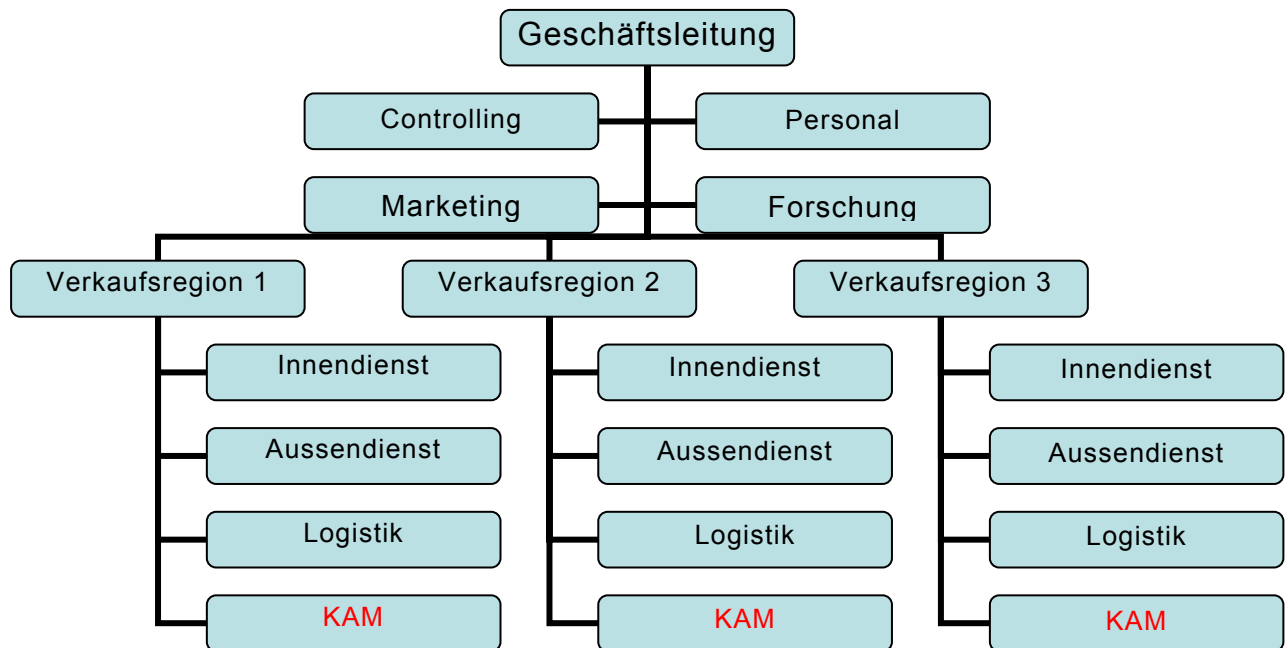 Geschäftsleitung
Controlling
Personal
Marketing
Forschung
Verkaufsregion 1
Verkaufsregion 2
Verkaufsregion 3
Innendienst
Innendienst
Innendienst
Aussendienst
Aussendienst
Aussendienst
Logistik
Logistik
Logistik
KAM
KAM
KAM